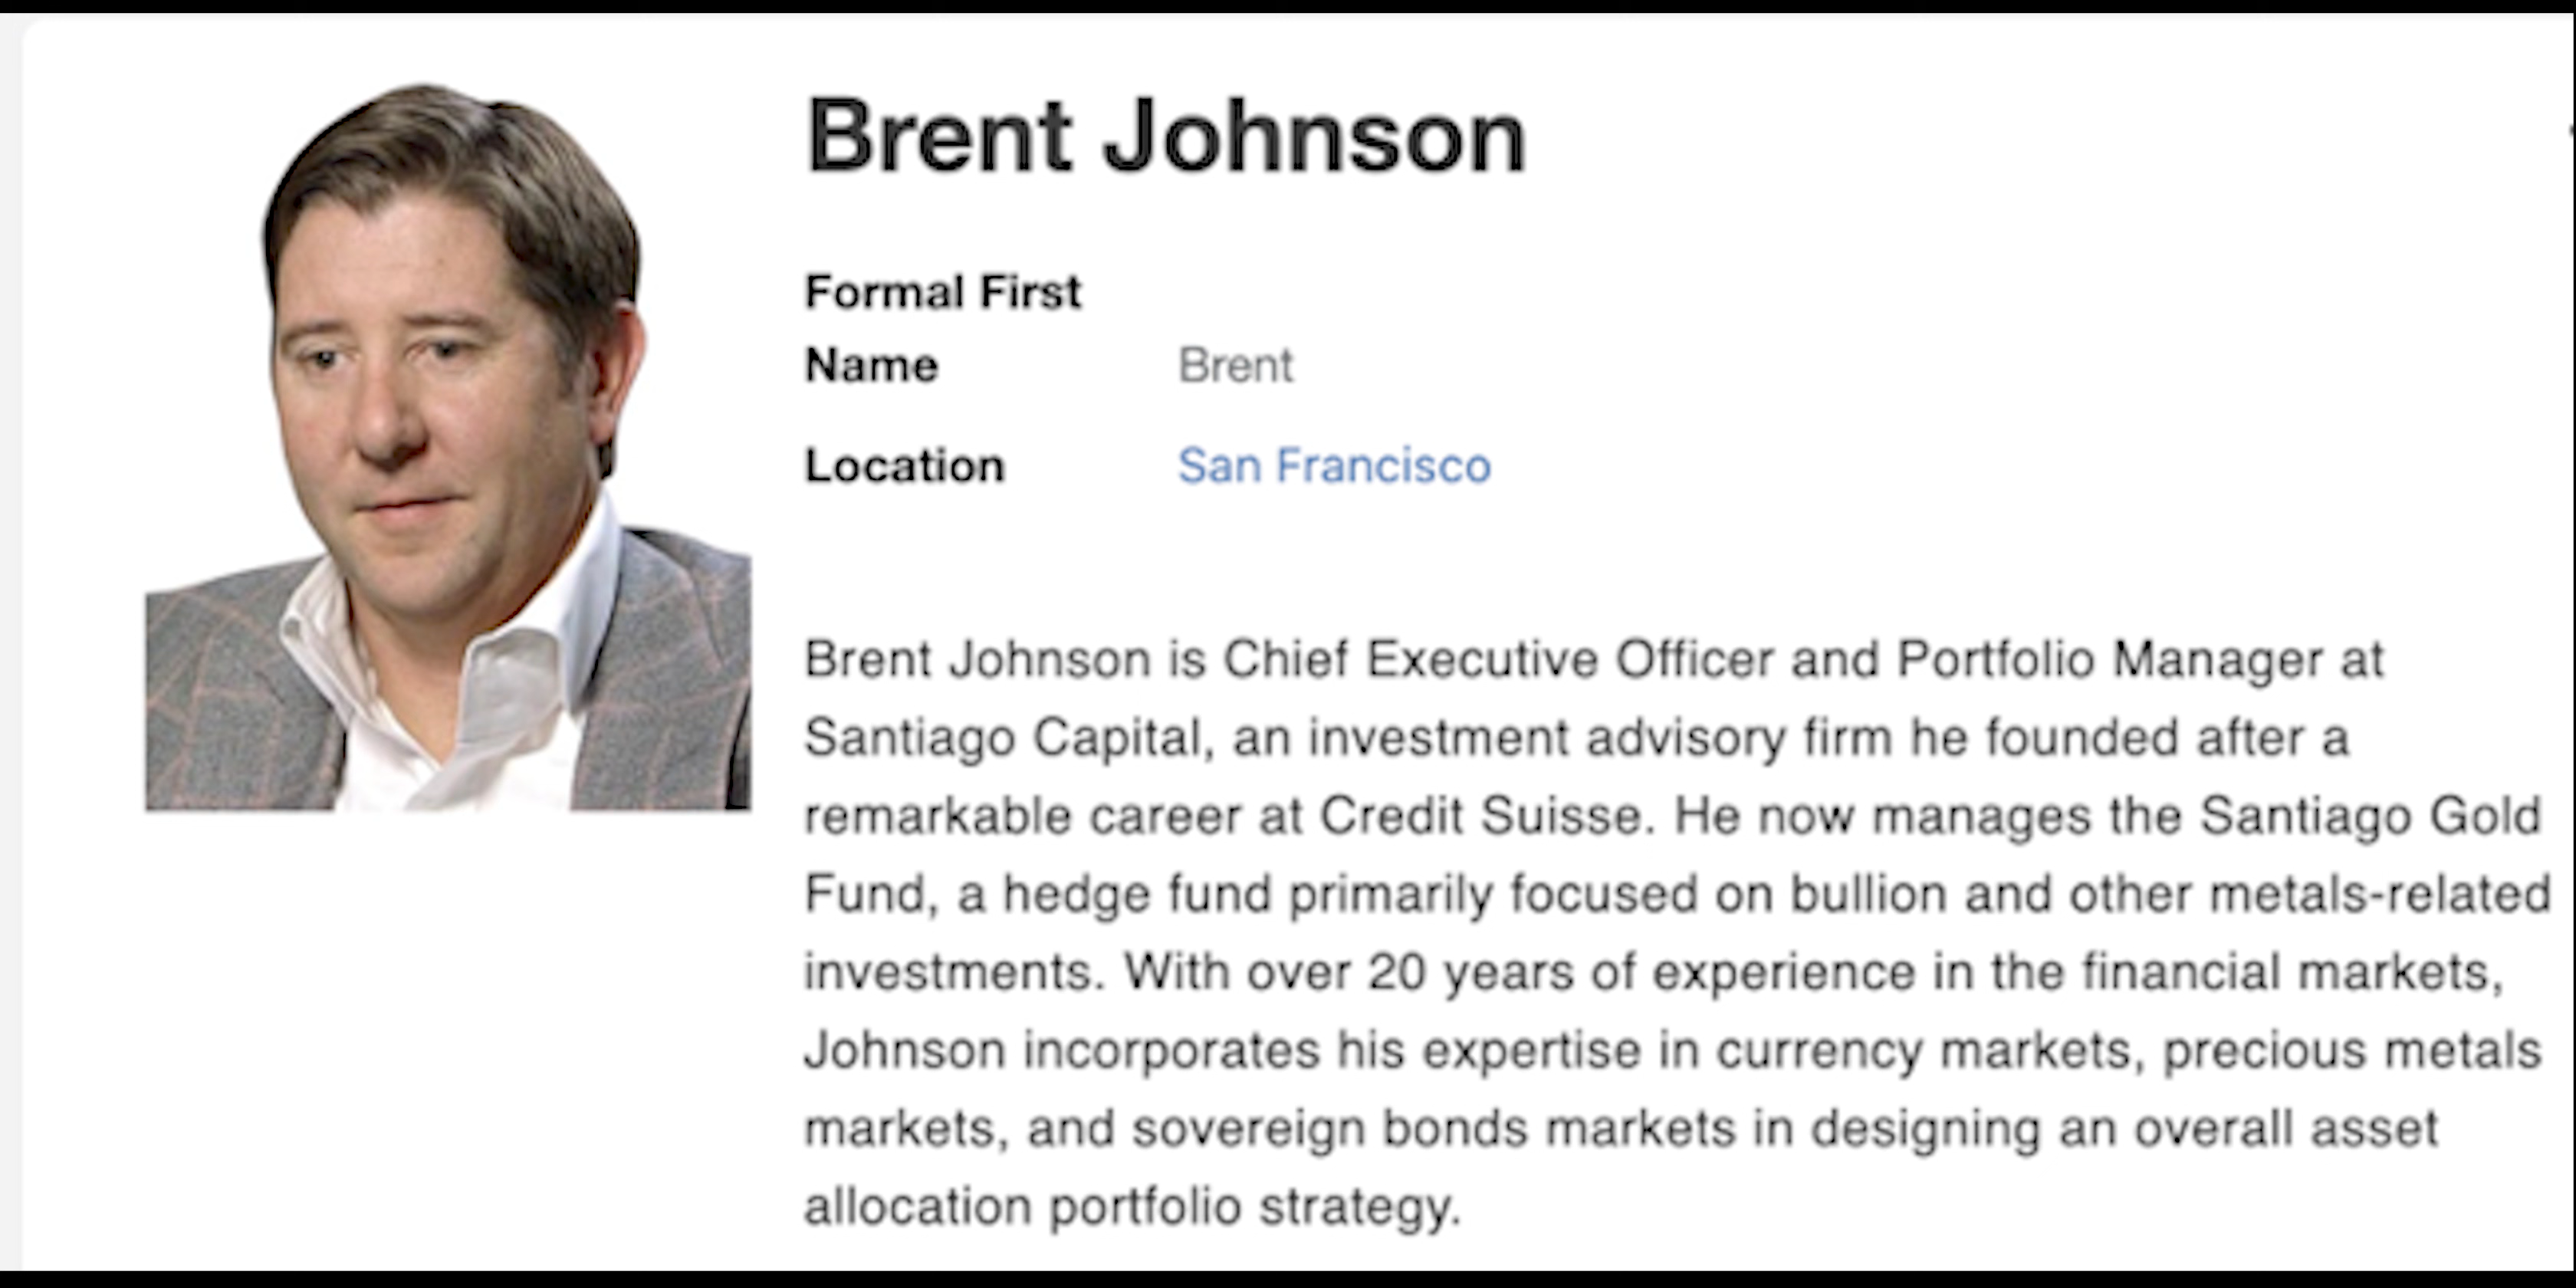 Brent Johnson
Formal First
Name Brent
Location San Francisco
Brent Johnson is Chief Executive Officer and Portfolio Manager at
Santiago Capital, an investment advisory firm he founded after a
remarkable career at Credit Suisse. He now manages the Santiago Gold
Fund, a hedge fund primarily focused on bullion and other metals-related
investments. With over 20 years of experience in the financial markets,
Johnson incorporates his expertise in currency markets, precious metals
markets, and sovereign bonds markets in designing an overall asset
allocation portfolio strategy.